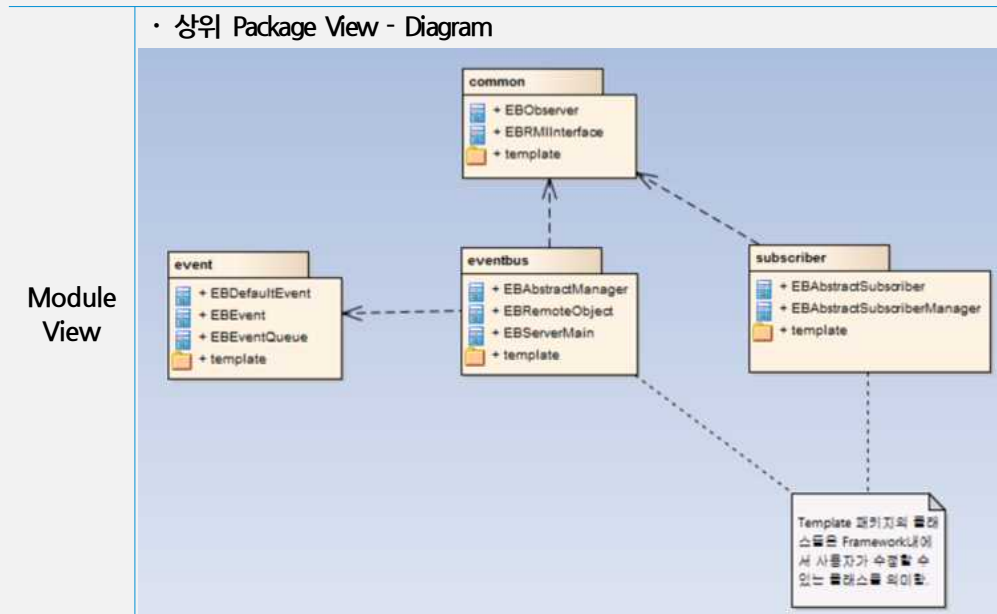 · 상위 Package View - Diagram
Module
View
common
+ EBObserver
+ EBRMIInterface
+ template
event
+ EBDefaultEvent
+ EBEvent
+ EBEventQueue
+ template
eventbus
+ EBAbstractManager
+ EBRemoteObject
+ EBServerMain
+ template
subscriber
+ EBAbstractSubscriber
+ EBAbstractSubscriberManager
+ template
Template 패키지의 클래
스들은 Framework내에
서 사용자가 수정할 수
있는 클래스를 의미함.